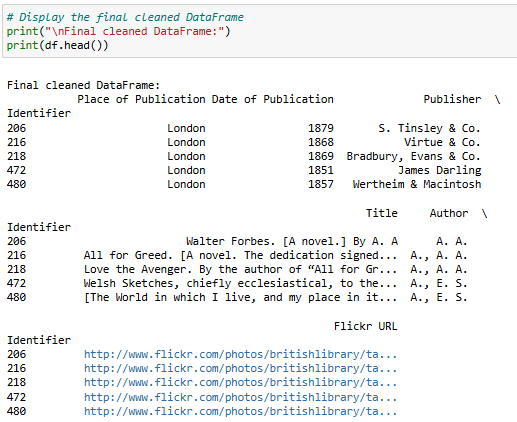 # Display the final cleaned DataFrame
print("\nFinal cleaned DataFrame:")
print(df.head())
Final cleaned DataFrame:
Place of Publication Date of Publication Publisher \
Identifier
206 London 1879 S. Tinsley & Co.
216 London 1868 Virtue & Co.
218 London 1869 Bradbury, Evans & Co.
472 London 1851 James Darling
480 London 1857 Wertheim & Macintosh
Title Author \
Identifier
206 Walter Forbes. [A novel.] By A. A A. A.
216 All for Greed. [A novel. The dedication signed... A., A. A.
218 Love the Avenger. By the author of “All for Gr... A., A. A.
472 Welsh Sketches, chiefly ecclesiastical, to the... A., E. S.
480 [The World in which I live, and my place in it... A., E. S.
Flickr URL
Identifier
206 http://www.flickr.com/photos/britishlibrary/ta...
216 http://www.flickr.com/photos/britishlibrary/ta...
218 http://www.flickr.com/photos/britishlibrary/ta...
472 http://www.flickr.com/photos/britishlibrary/ta...
480 http://www.flickr.com/photos/britishlibrary/ta...